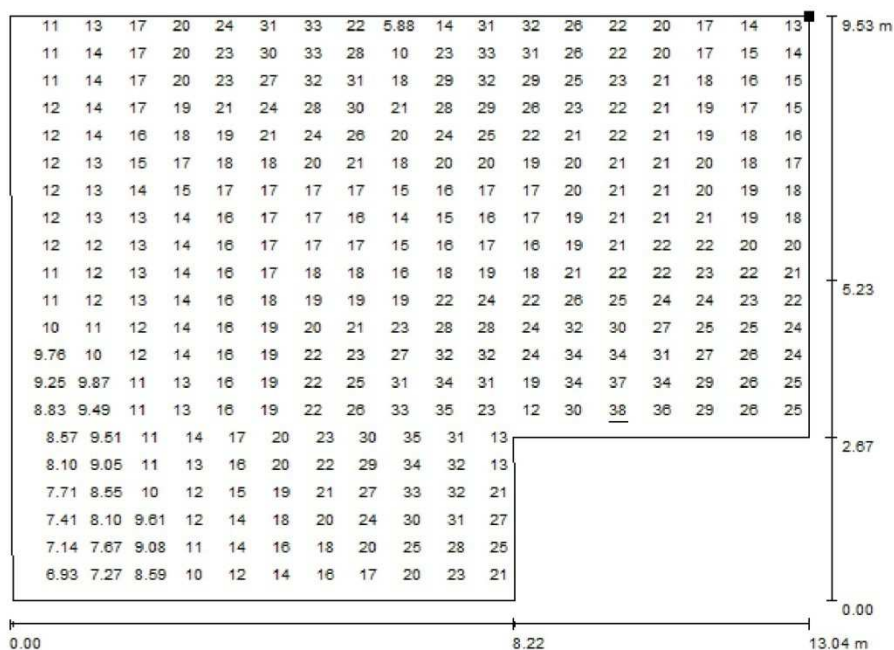 11 13 17 20 24 31 33 22 5.88 14 31 32 26 22 20 17 14 13 9.53 m
11 14 17 20 23 30 33 28 10 23 33 31 26 22 20 17 15 14
11 14 17 20 23 27 32 31 18 29 32 29 25 23 21 18 16 15
12 14 17 19 21 24 28 30 21 28 29 26 23 22 21 19 17 15
12 14 16 18 19 21 24 26 20 24 25 22 21 22 21 19 18 16
12 13 15 17 18 18 20 21 18 20 20 19 20 21 21 20 18 17
12 13 14 15 17 17 17 17 15 16 17 17 20 21 21 20 19 18
12 13 13 14 16 17 17 16 14 15 16 17 19 21 21 21 19 18
12 12 13 14 16 17 17 17 15 16 17 16 19 21 22 22 20 20
11 12 13 14 16 17 18 18 16 18 19 18 21 22 22 23 22 21
5.23
11 12 13 14 16 18 19 19 19 22 24 22 26 25 24 24 23 22
10 11 12 14 16 19 20 21 23 28 28 24 32 30 27 25 25 24
9.76 10 12 14 16 19 22 23 27 32 32 24 34 34 31 27 26 24
9.25 9.87 11 13 16 19 22 25 31 34 31 19 34 37 34 29 26 25
8.83 9.49 11 13 16 19 22 26 33 35 23 12 30 38 36 29 26 25
8.57 9.51 11 14 17 20 23 30 35 31 13 2.67
8.10 9.05 11 13 16 20 22 29 34 32 13
7.71 8.55 10 12 15 19 21 27 33 32 21
7.41 8.10 9.61 12 14 18 20 24 30 31 27
7.14 7.67 9.08 11 14 16 18 20 25 28 25
6.93 7.27 8.59 10 12 14 16 17 20 23 21
0.00
0.00 8.22 13.04 m